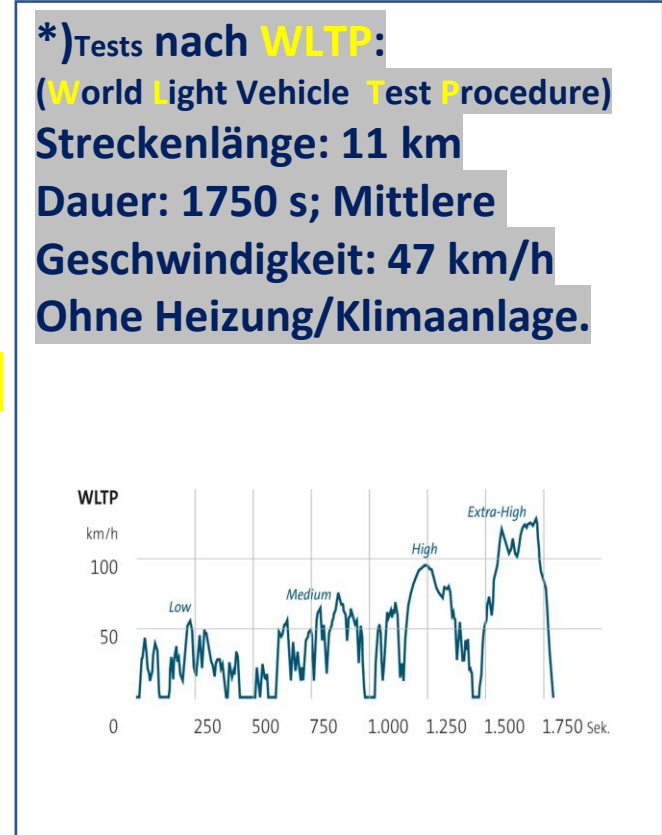 *)Tests nach WLTP:
(World Light Vehicle  Test Procedure)
Streckenlänge: 11 km
Dauer: 1750 s; Mittlere
Geschwindigkeit: 47 km/h
Ohne Heizung/Klimaanlage.
WLTP
km/h
100
50
0
Low
Medium
High
Extra-High
250 500 750 1.000 1.250 1.500 1.750 Sek.